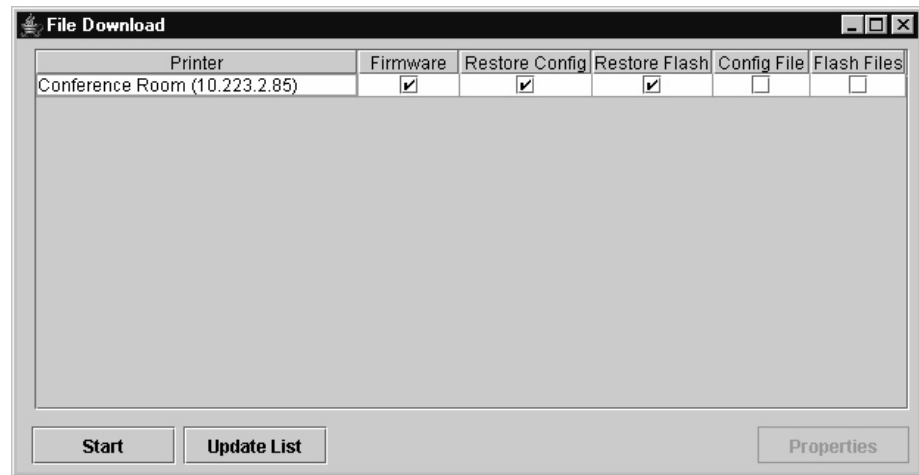 File Download
Printer Firmware Restore Config Restore Flash Config File Flash Files
Conference Room (10.223.2.85)
Start Update List Properties